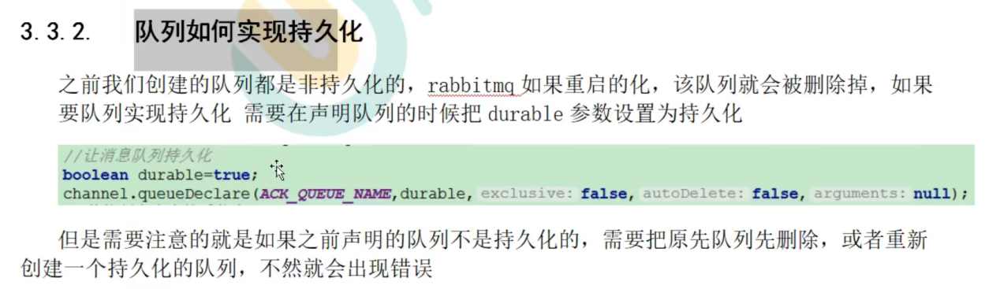 3.3.2. 队列如何实现持久化
之前我们创建的队列都是非持久化的，rabbitmq 如果重启的化，该队列就会被删除掉，如果
要队列实现持久化 需要在声明队列的时候把 durable 参数设置为持久化
//让消息队列持久化
boolean durable=true;
channel.queueDeclare(ACK_QUEUE_NAME,durable, exclusive: false, autoDelete: false, arguments: null);
但是需要注意的就是如果之前声明的队列不是持久化的，需要把原先队列先删除，或者重新
创建一个持久化的队列，不然就会出现错误